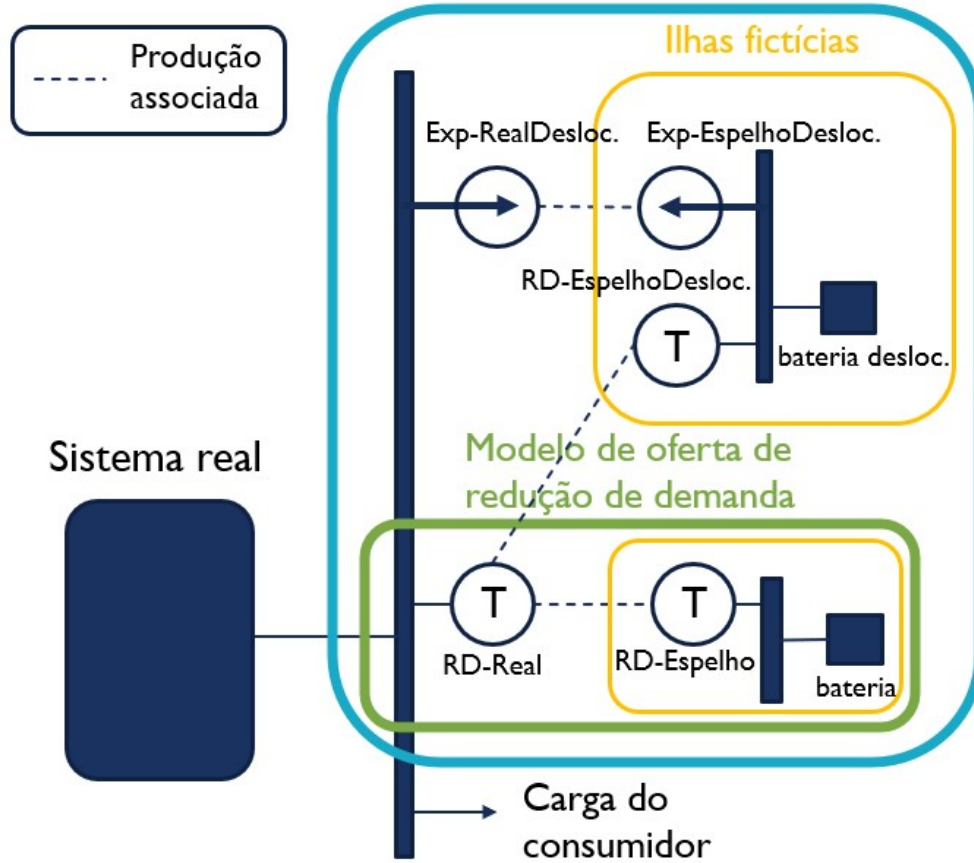 Produção
associada
Ilhas fictícias
Exp-RealDesloc.
Exp-EspelhoDesloc.
RD-EspelhoDesloc.
T
bateria desloc.
Modelo de oferta de
redução de demanda
Sistema real
T
T
RD-Real
RD-Espelho
bateria
Carga do
consumidor